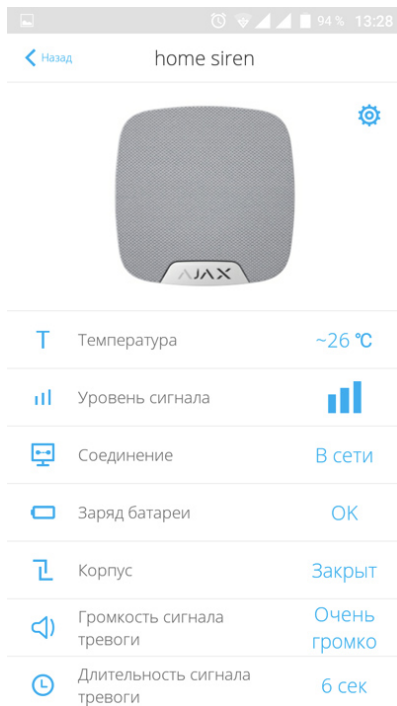 94 % 13:28
Назад home siren
AJAX
T Температура ~26 °C
Уровень сигнала
Соединение В сети
Заряд батареи OK
Корпус Закрыт
Громкость сигнала
тревоги
Очень
громко
Длительность сигнала
тревоги
6 сек